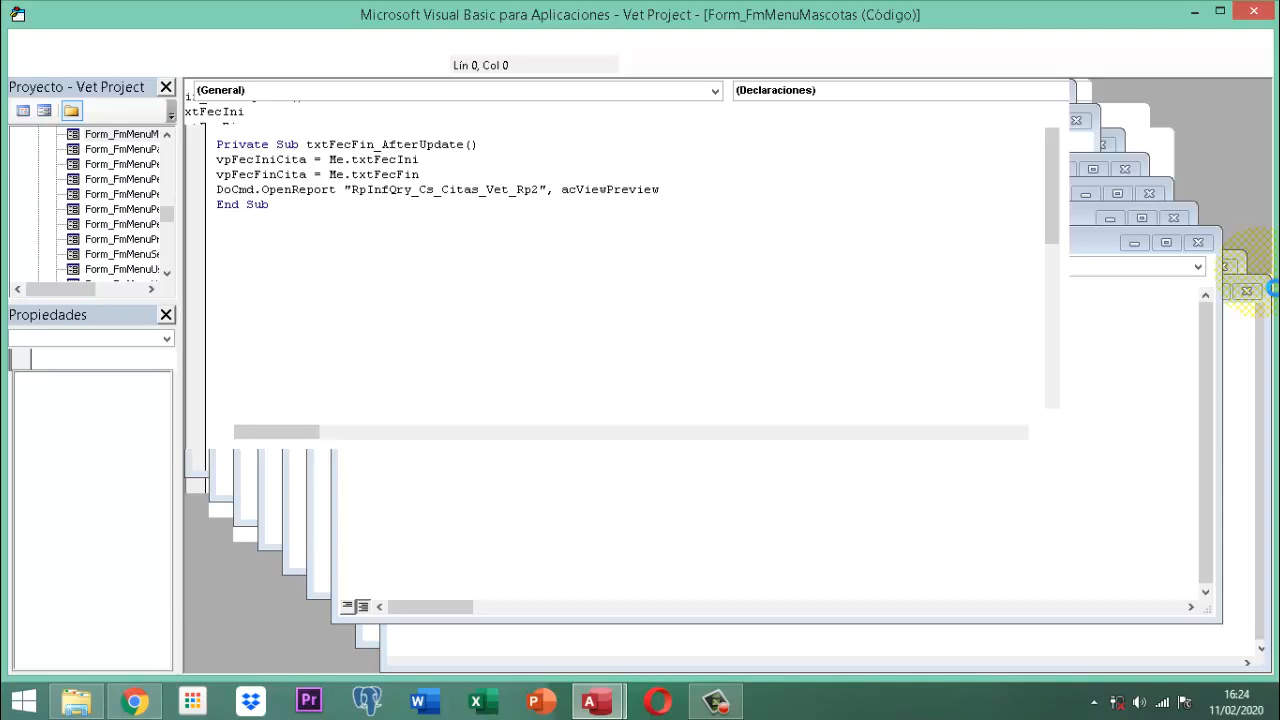 Microsoft Visual Basic para Aplicaciones - Vet Project - [Form_FmMenuMascotas (Código)]
Lín 0, Col 0
Proyecto - Vet Project
(General)
(Declaraciones)
txtFecIni
Form_FmMenuM
Form_FmMenuPa
Form_FmMenuPe
Form_FmMenuPe
Form_FmMenuPe
Form_FmMenuPe
Form_FmMenuPe
Form_FmMenuPr
Form_FmMenuSe
Form_FmMenuUs
Private Sub txtFecFin_AfterUpdate()
vpFecIniCita = Me.txtFecIni
vpFecFinCita = Me.txtFecFin
DoCmd.OpenReport "RpInfQry_Cs_Citas_Vet_Rp2", acViewPreview
End Sub
Propiedades
Pr
W
X
P
A
16:24
11/02/2020